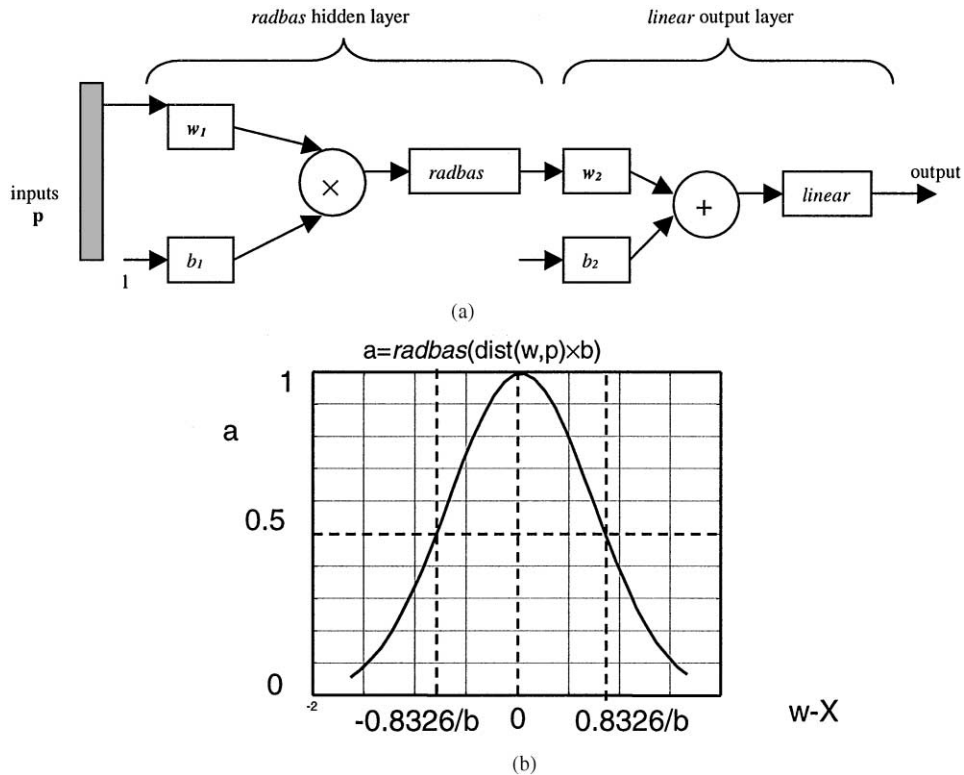 radbas hidden layer
linear output layer
w1
×
radbas
w2
+
linear
output
inputs
p
1
b1
b2
(a)
a=radbas(dist(w,p)×b)
1
a
0.5
0
-2
-0.8326/b
0
0.8326/b
w-X
(b)